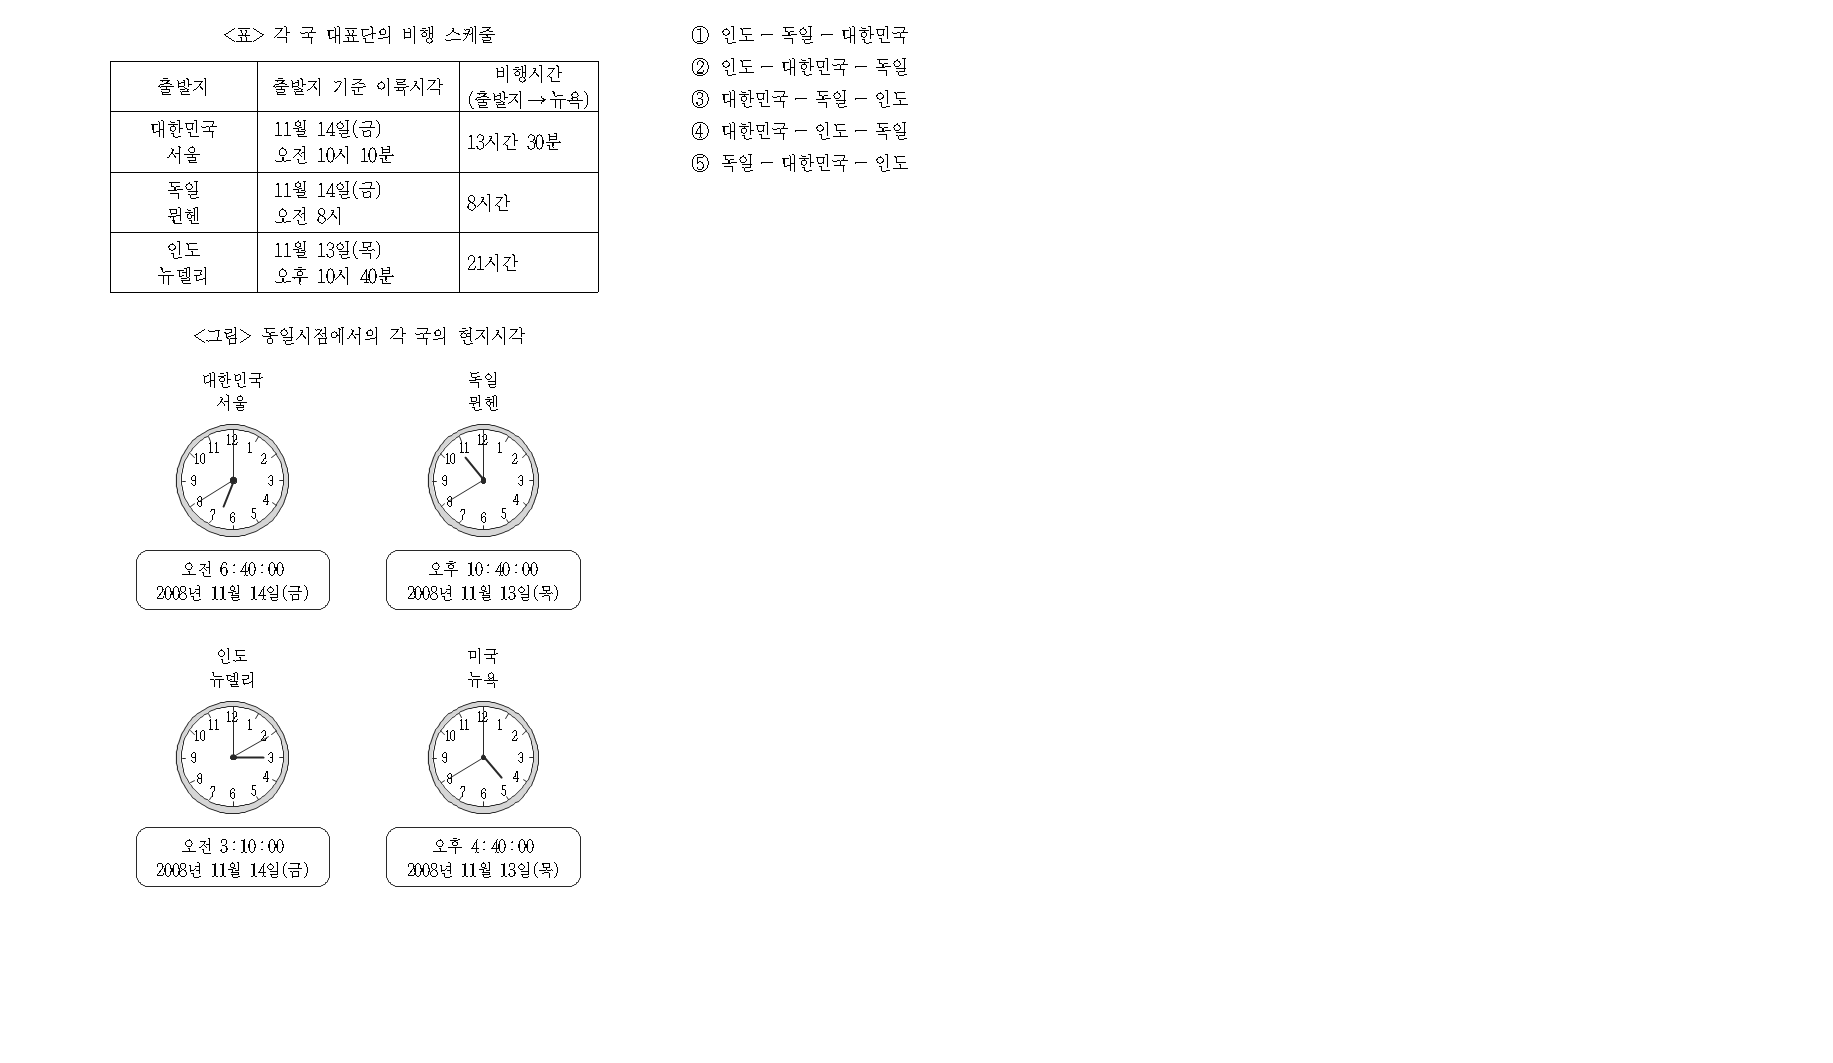 <표> 각 국 대표단의 비행 스케줄
출발지 출발지 기준 이륙시각 비행시간
(출발지→뉴욕)
대한민국
서울
11월 14일(금)
오전 10시 10분
13시간 30분
독일
뮌헨
11월 14일(금)
오전 8시
8시간
인도
뉴델리
11월 13일(목)
오후 10시 40분
21시간
<그림> 동일시점에서의 각 국의 현지시각
대한민국
서울
12 1 2 3 4 5 6 7 8 9 10 11
오전 6:40:00
2008년 11월 14일(금)
독일
뮌헨
12 1 2 3 4 5 6 7 8 9 10 11
오후 10:40:00
2008년 11월 13일(목)
인도
뉴델리
12 1 2 3 4 5 6 7 8 9 10 11
오전 3:10:00
2008년 11월 14일(금)
미국
뉴욕
12 1 2 3 4 5 6 7 8 9 10 11
오후 4:40:00
2008년 11월 13일(목)
① 인도 - 독일 - 대한민국
② 인도 - 대한민국 - 독일
③ 대한민국 - 독일 - 인도
④ 대한민국 - 인도 - 독일
⑤ 독일 - 대한민국 - 인도